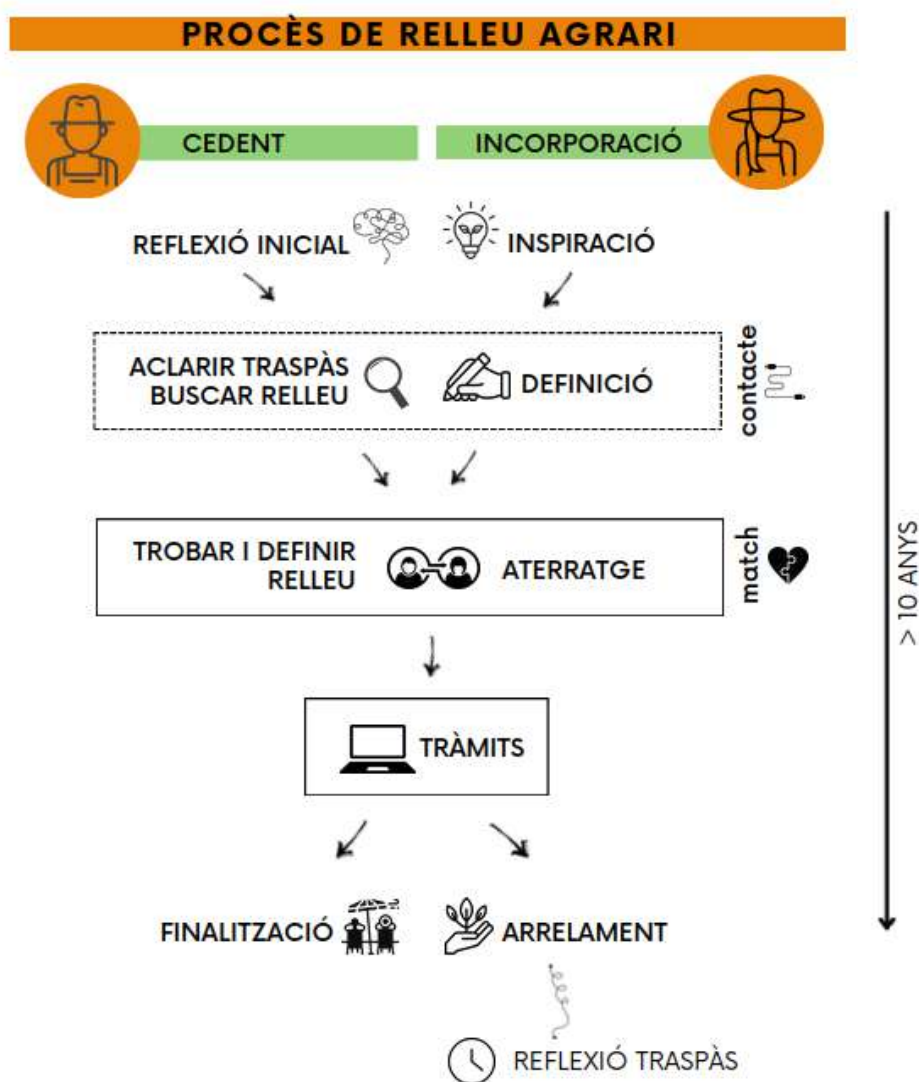 PROCÈS DE RELLEU AGRARI
CEDENT
INCORPORACIÓ
REFLEXIÓ INICIAL
INSPIRACIÓ
ACLARIR TRASPÀS
BUSCAR RELLEU
DEFINICIÓ
contacte
TROBAR I DEFINIR
RELLEU
ATERRATGE
match
> 10 ANYS
TRÀMITS
FINALITZACIÓ
ARRELAMENT
REFLEXIÓ TRASPÀS